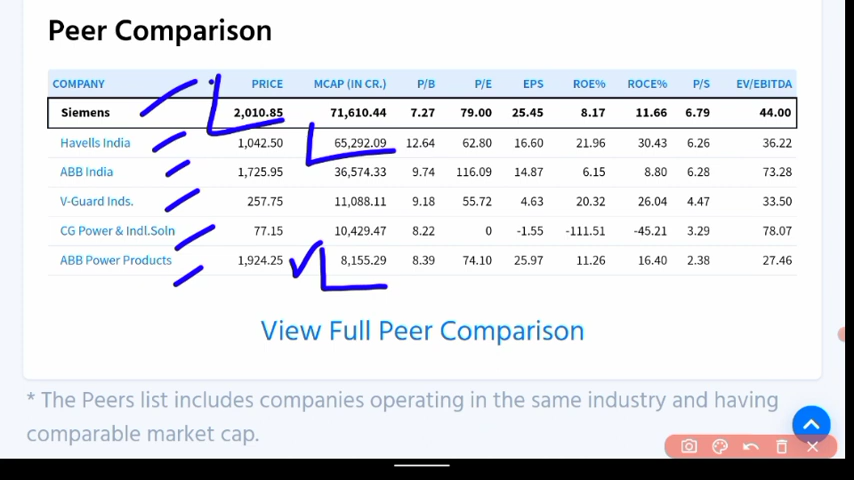 Peer Comparison
COMPANY PRICE MCAP (IN CR.) P/B P/E EPS ROE% ROCE% P/S EV/EBITDA
Siemens 2,010.85 71,610.44 7.27 79.00 25.45 8.17 11.66 6.79 44.00
Havells India 1,042.50 65,292.09 12.64 62.80 16.60 21.96 30.43 6.26 36.22
ABB India 1,725.95 36,574.33 9.74 116.09 14.87 6.15 8.80 6.28 73.28
V-Guard Inds. 257.75 11,088.11 9.18 55.72 4.63 20.32 26.04 4.47 33.50
CG Power & Indl.Soln 77.15 10,429.47 8.22 0 -1.55 -111.51 -45.21 3.29 78.07
ABB Power Products 1,924.25 8,155.29 8.39 74.10 25.97 11.26 16.40 2.38 27.46
View Full Peer Comparison
* The Peers list includes companies operating in the same industry and having
comparable market cap.